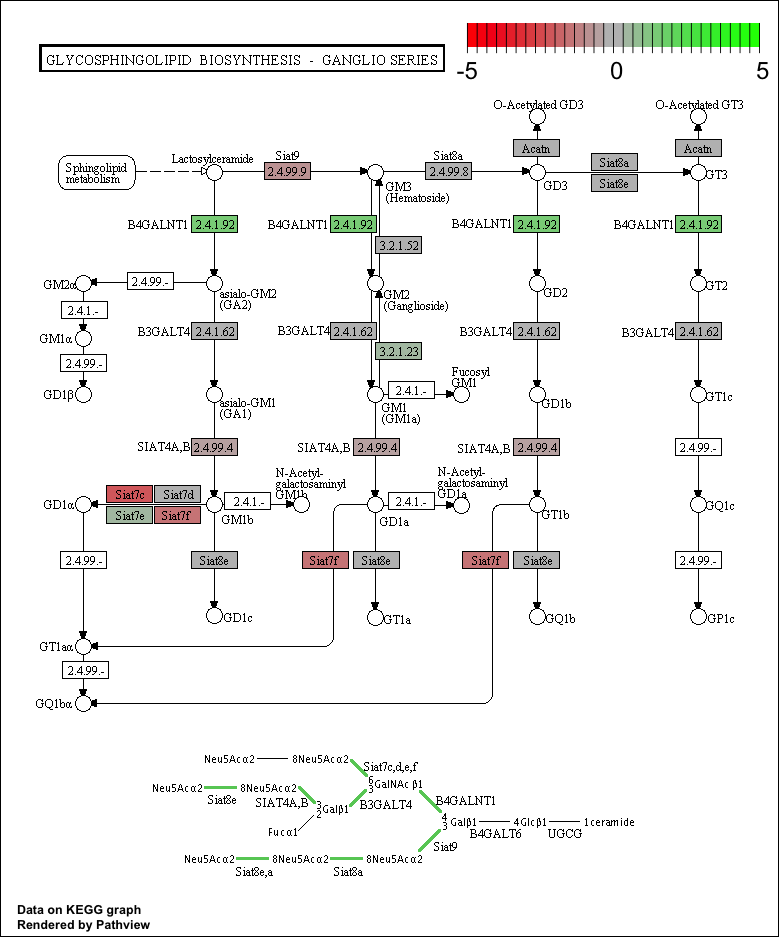 GLYCOSPHINGOLIPID BIOSYNTHESIS - GANGLIO SERIES
-5 0 5
O-Acetylated GD3 O-Acetylated GT3
Acatn Acatn
Sphingolipid
metabolism
Lactosylceramide
Siat9
2.4.99.9
Siat8a
2.4.99.8
Siat8a
Siat8e
GM3
(Hematoside)
GD3
GT3
B4GALNT1 2.4.1.92 B4GALNT1 2.4.1.92 B4GALNT1 2.4.1.92 B4GALNT1 2.4.1.92
3.2.1.52
GM2α 2.4.99.-
asialo-GM2
(GA2)
GM2
(Ganglioside)
GD2
GT2
2.4.1.-
B3GALT4 2.4.1.62 B3GALT4 2.4.1.62 B3GALT4 2.4.1.62 B3GALT4 2.4.1.62
GM1α
3.2.1.23
2.4.99.-
GD1β
asialo-GM1
(GA1)
2.4.1.-
Fucosyl
GM1
GM1
(GM1a)
GD1b
GT1c
SIAT4A,B 2.4.99.4 SIAT4A,B 2.4.99.4 SIAT4A,B 2.4.99.4 2.4.99.-
N-Acetyl-
galactosaminyl
GM1b
N-Acetyl-
galactosaminyl
GD1a
Siat7c Siat7d
Siat7e Siat7f
GD1α
2.4.1.- 2.4.1.-
GM1b GD1a GT1b GQ1c
2.4.99.- Siat8e Siat7f Siat8e Siat7f Siat8e 2.4.99.-
GD1c GT1a GQ1b GP1c
GT1aα
2.4.99.-
GQ1bα
Neu5Acα2 8Neu5Acα2
Siat7c,d,e,f
6
3 GalNAcβ1
Neu5Acα2 8Neu5Acα2
Siat8e SIAT4A,B
3
2 Galβ1
B3GALT4 B4GALNT1
Fucα1
4
3 Galβ1 4Glcβ1 1ceramide
B4GALT6 UGCG
Siat9
Neu5Acα2 8Neu5Acα2 8Neu5Acα2
Siat8e,a Siat8a
Data on KEGG graph
Rendered by Pathview